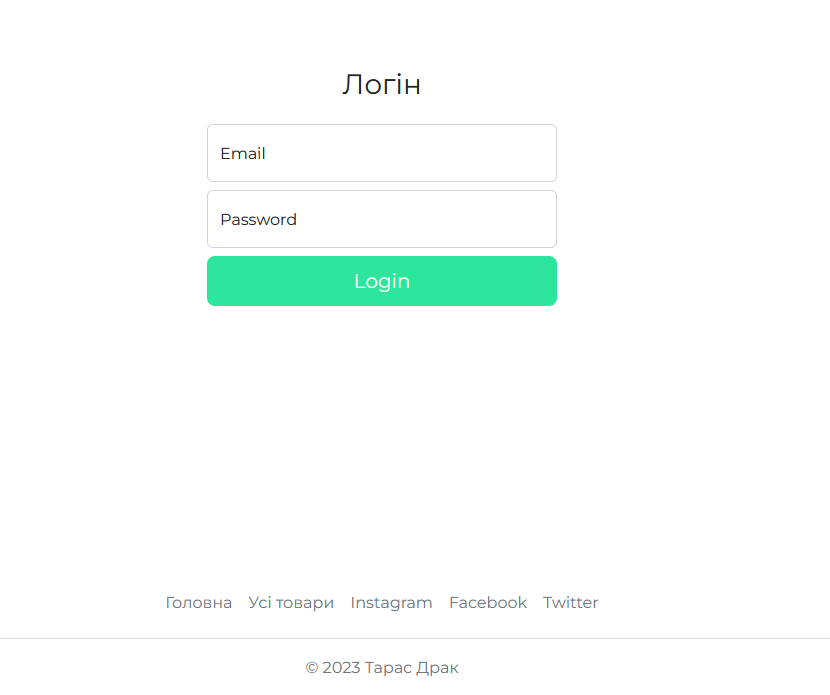 Логін
Email
Password
Login
Головна Усі товари Instagram Facebook Twitter
© 2023 Тарас Драк